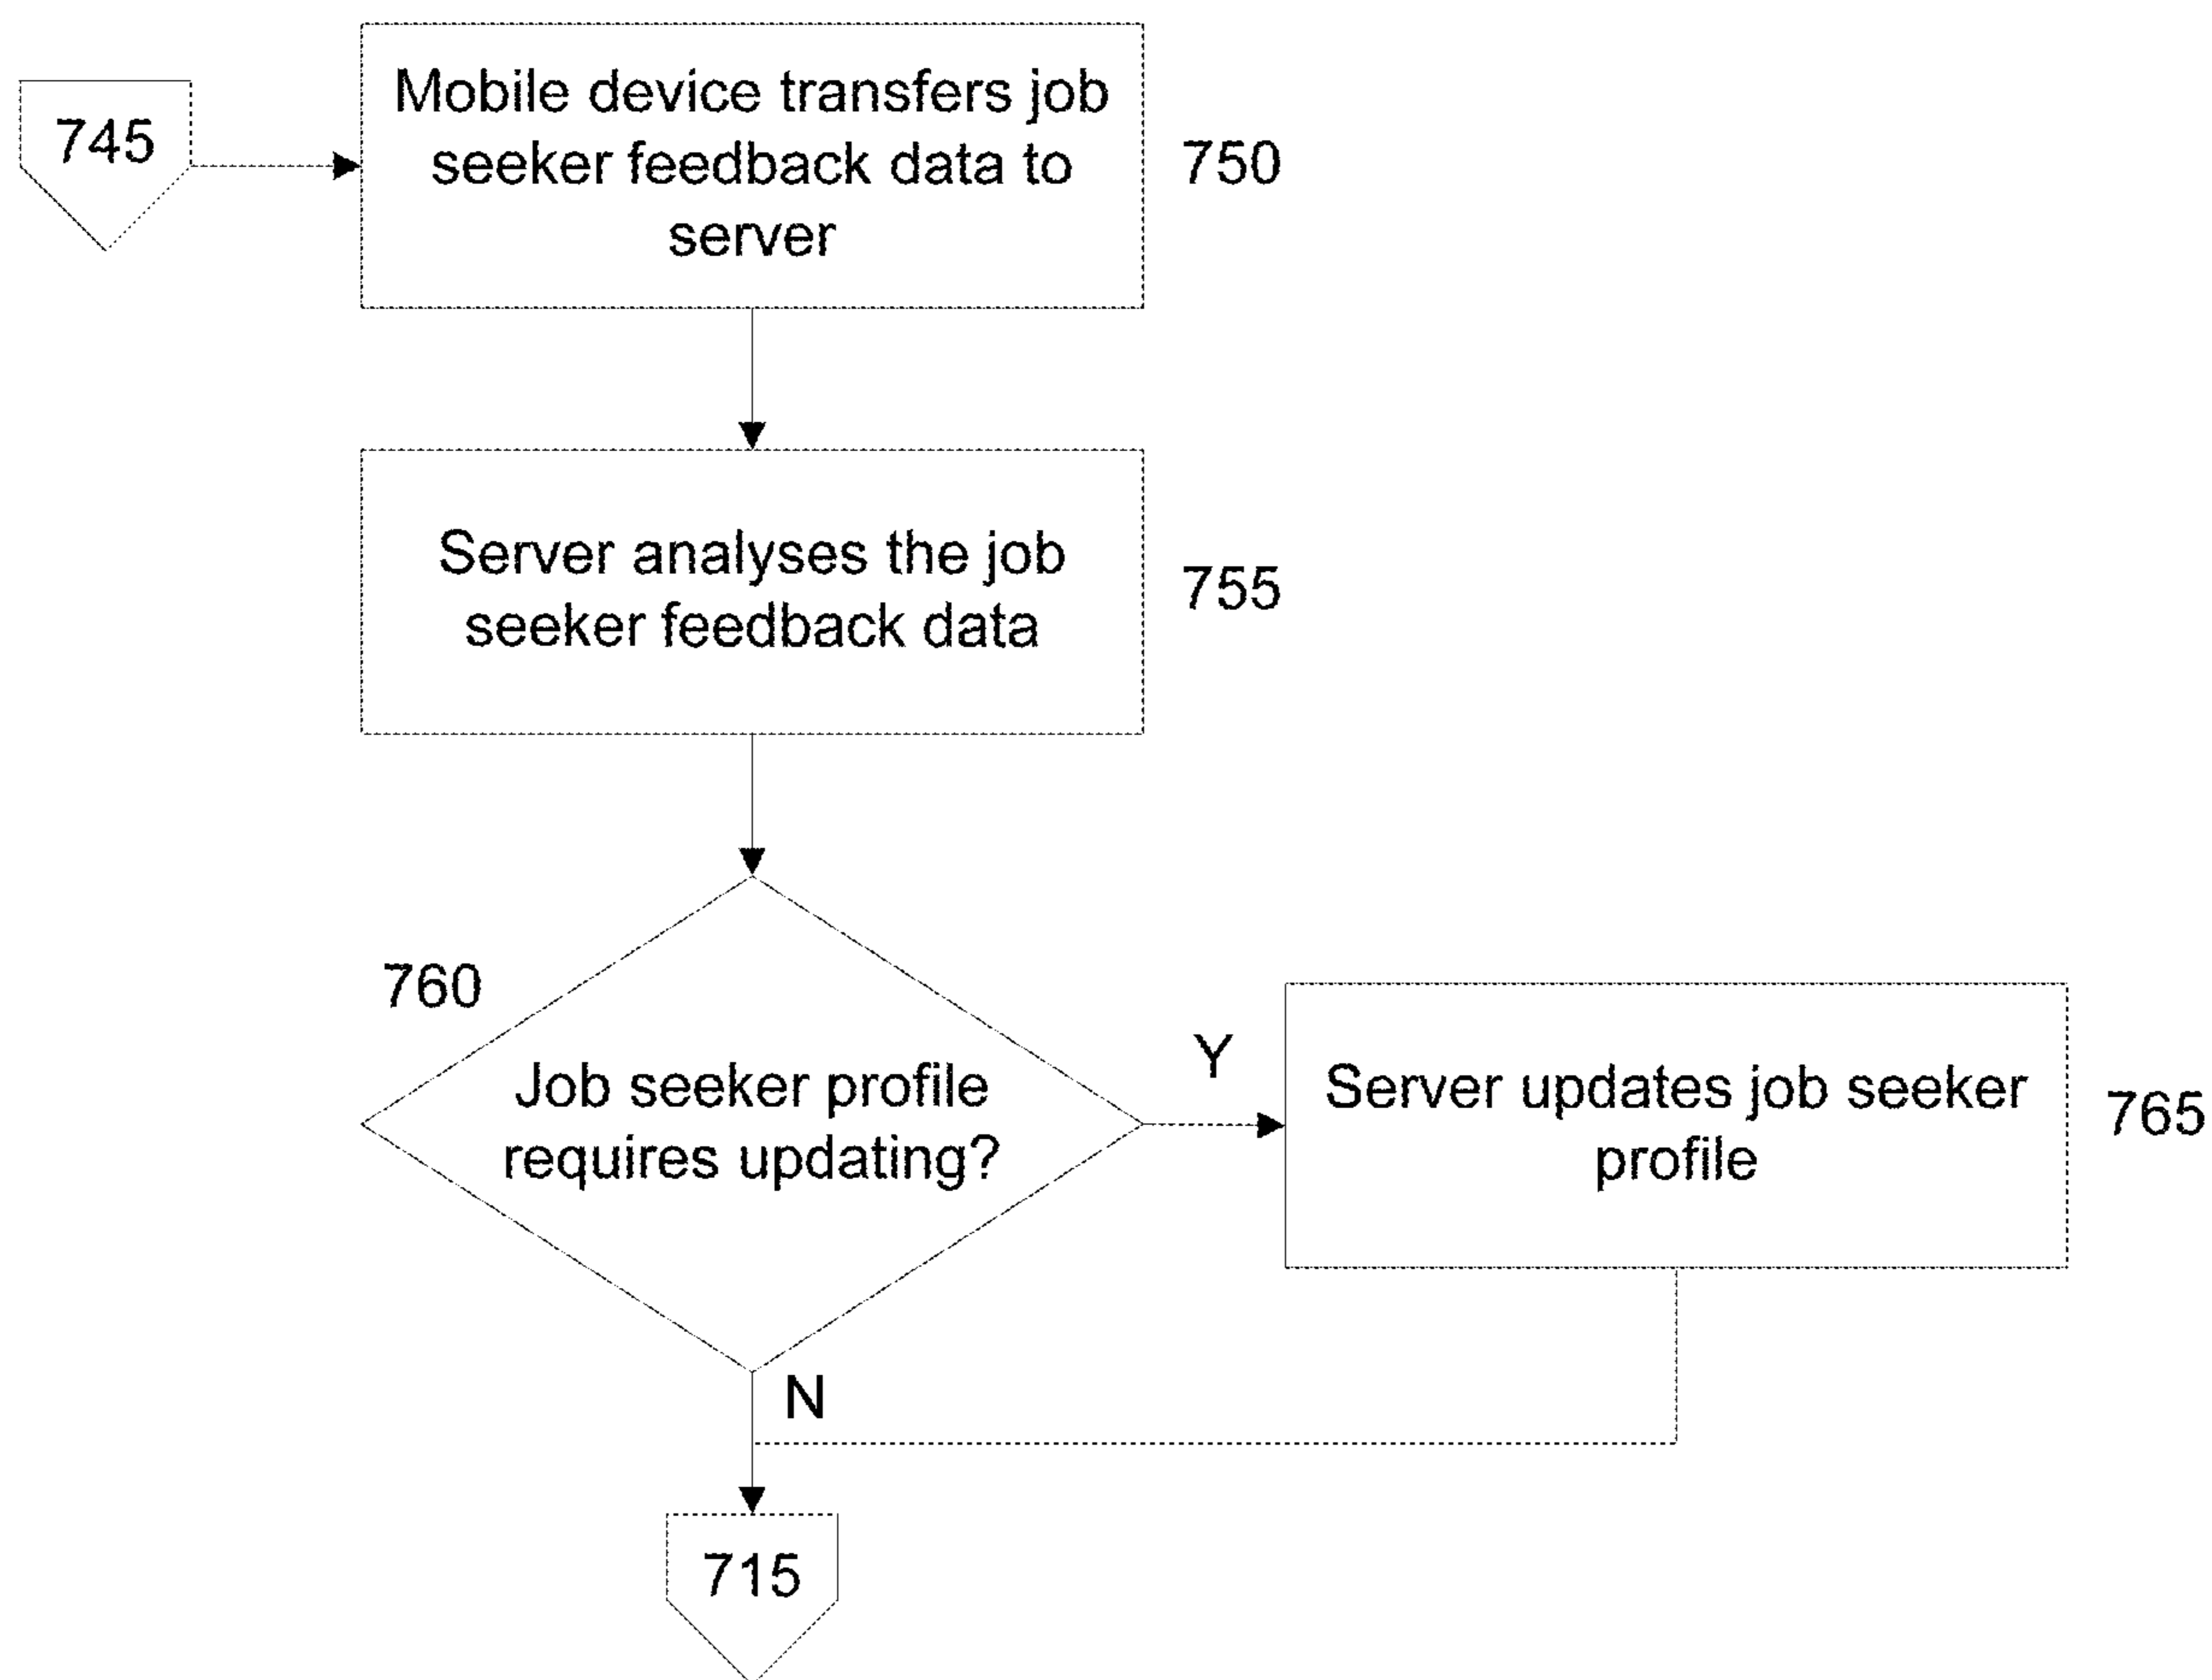 745
Mobile device transfers job
seeker feedback data to
server
750
Server analyses the job
seeker feedback data
755
760
Job seeker profile
requires updating?
Y
Server updates job seeker
profile
765
N
715